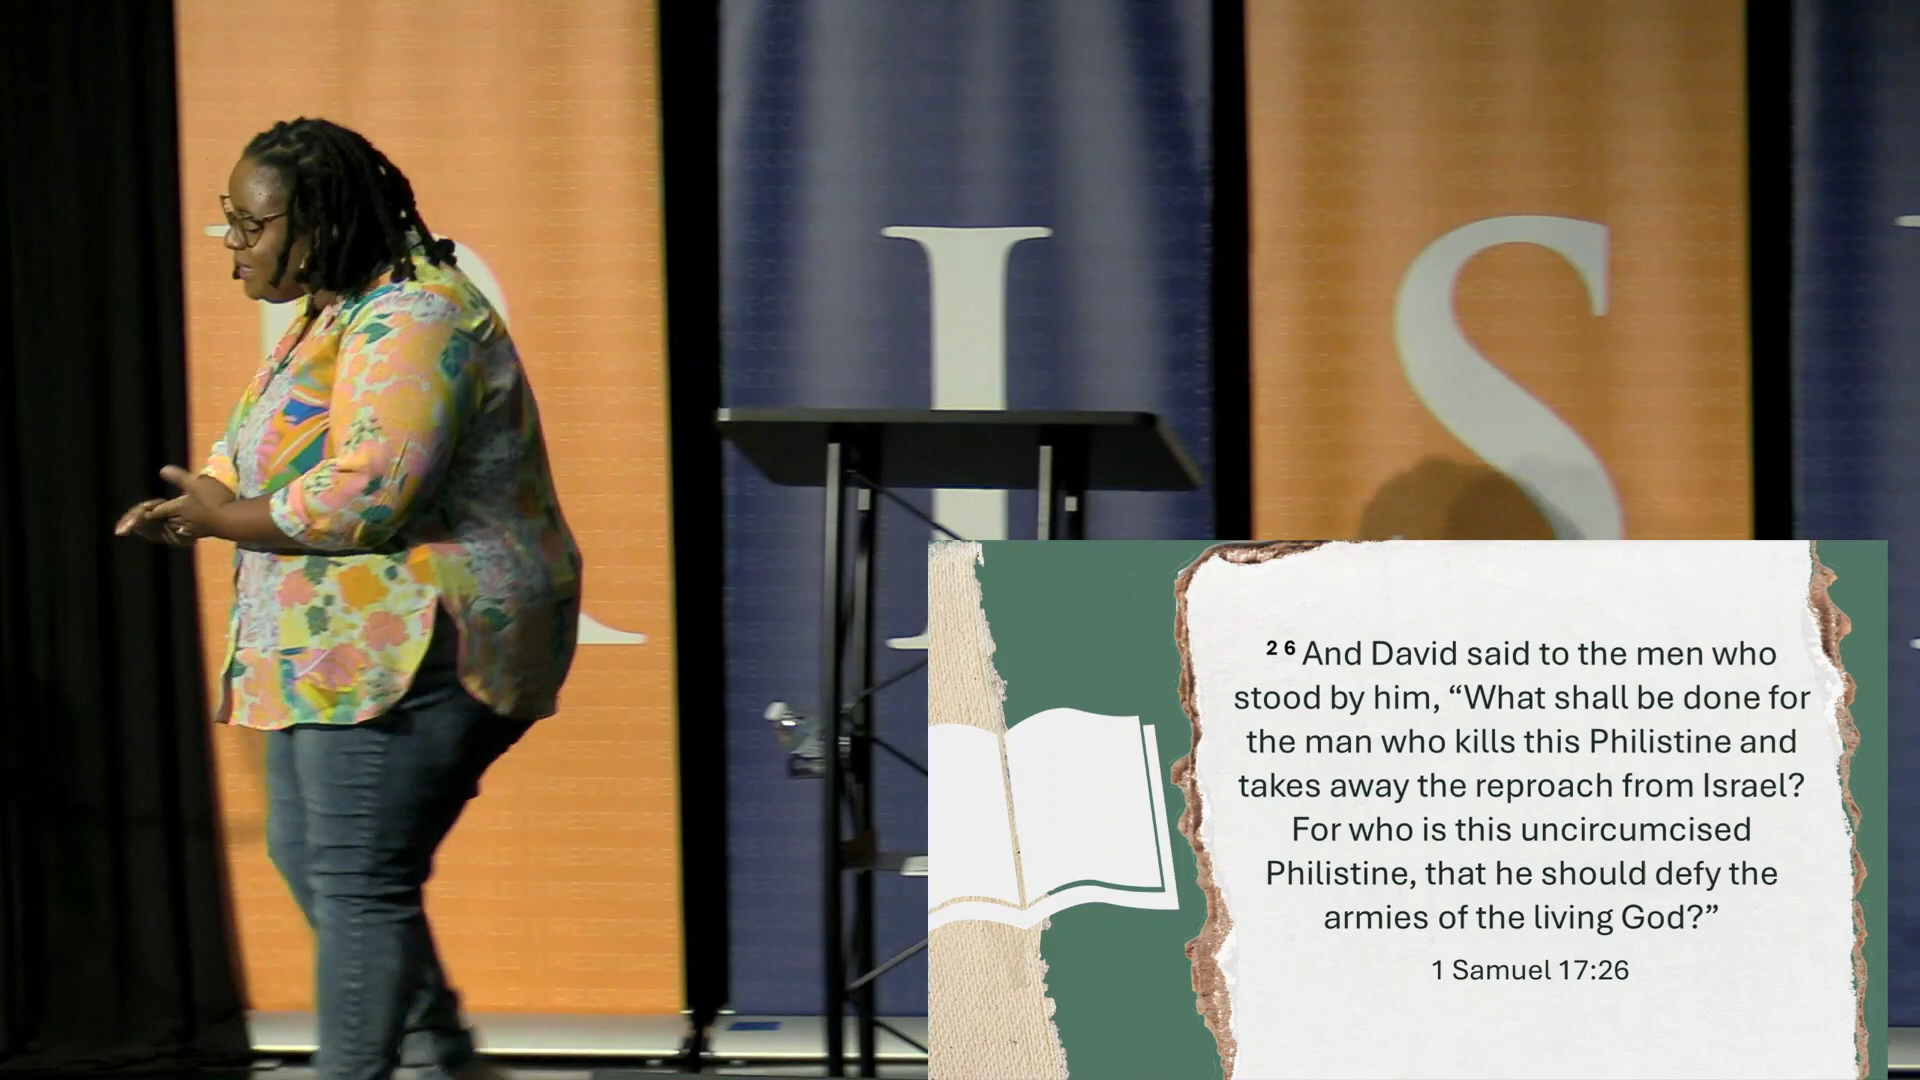 R I S
26 And David said to the men who
stood by him, “What shall be done for
the man who kills this Philistine and
takes away the reproach from Israel?
For who is this uncircumcised
Philistine, that he should defy the
armies of the living God?”
1 Samuel 17:26